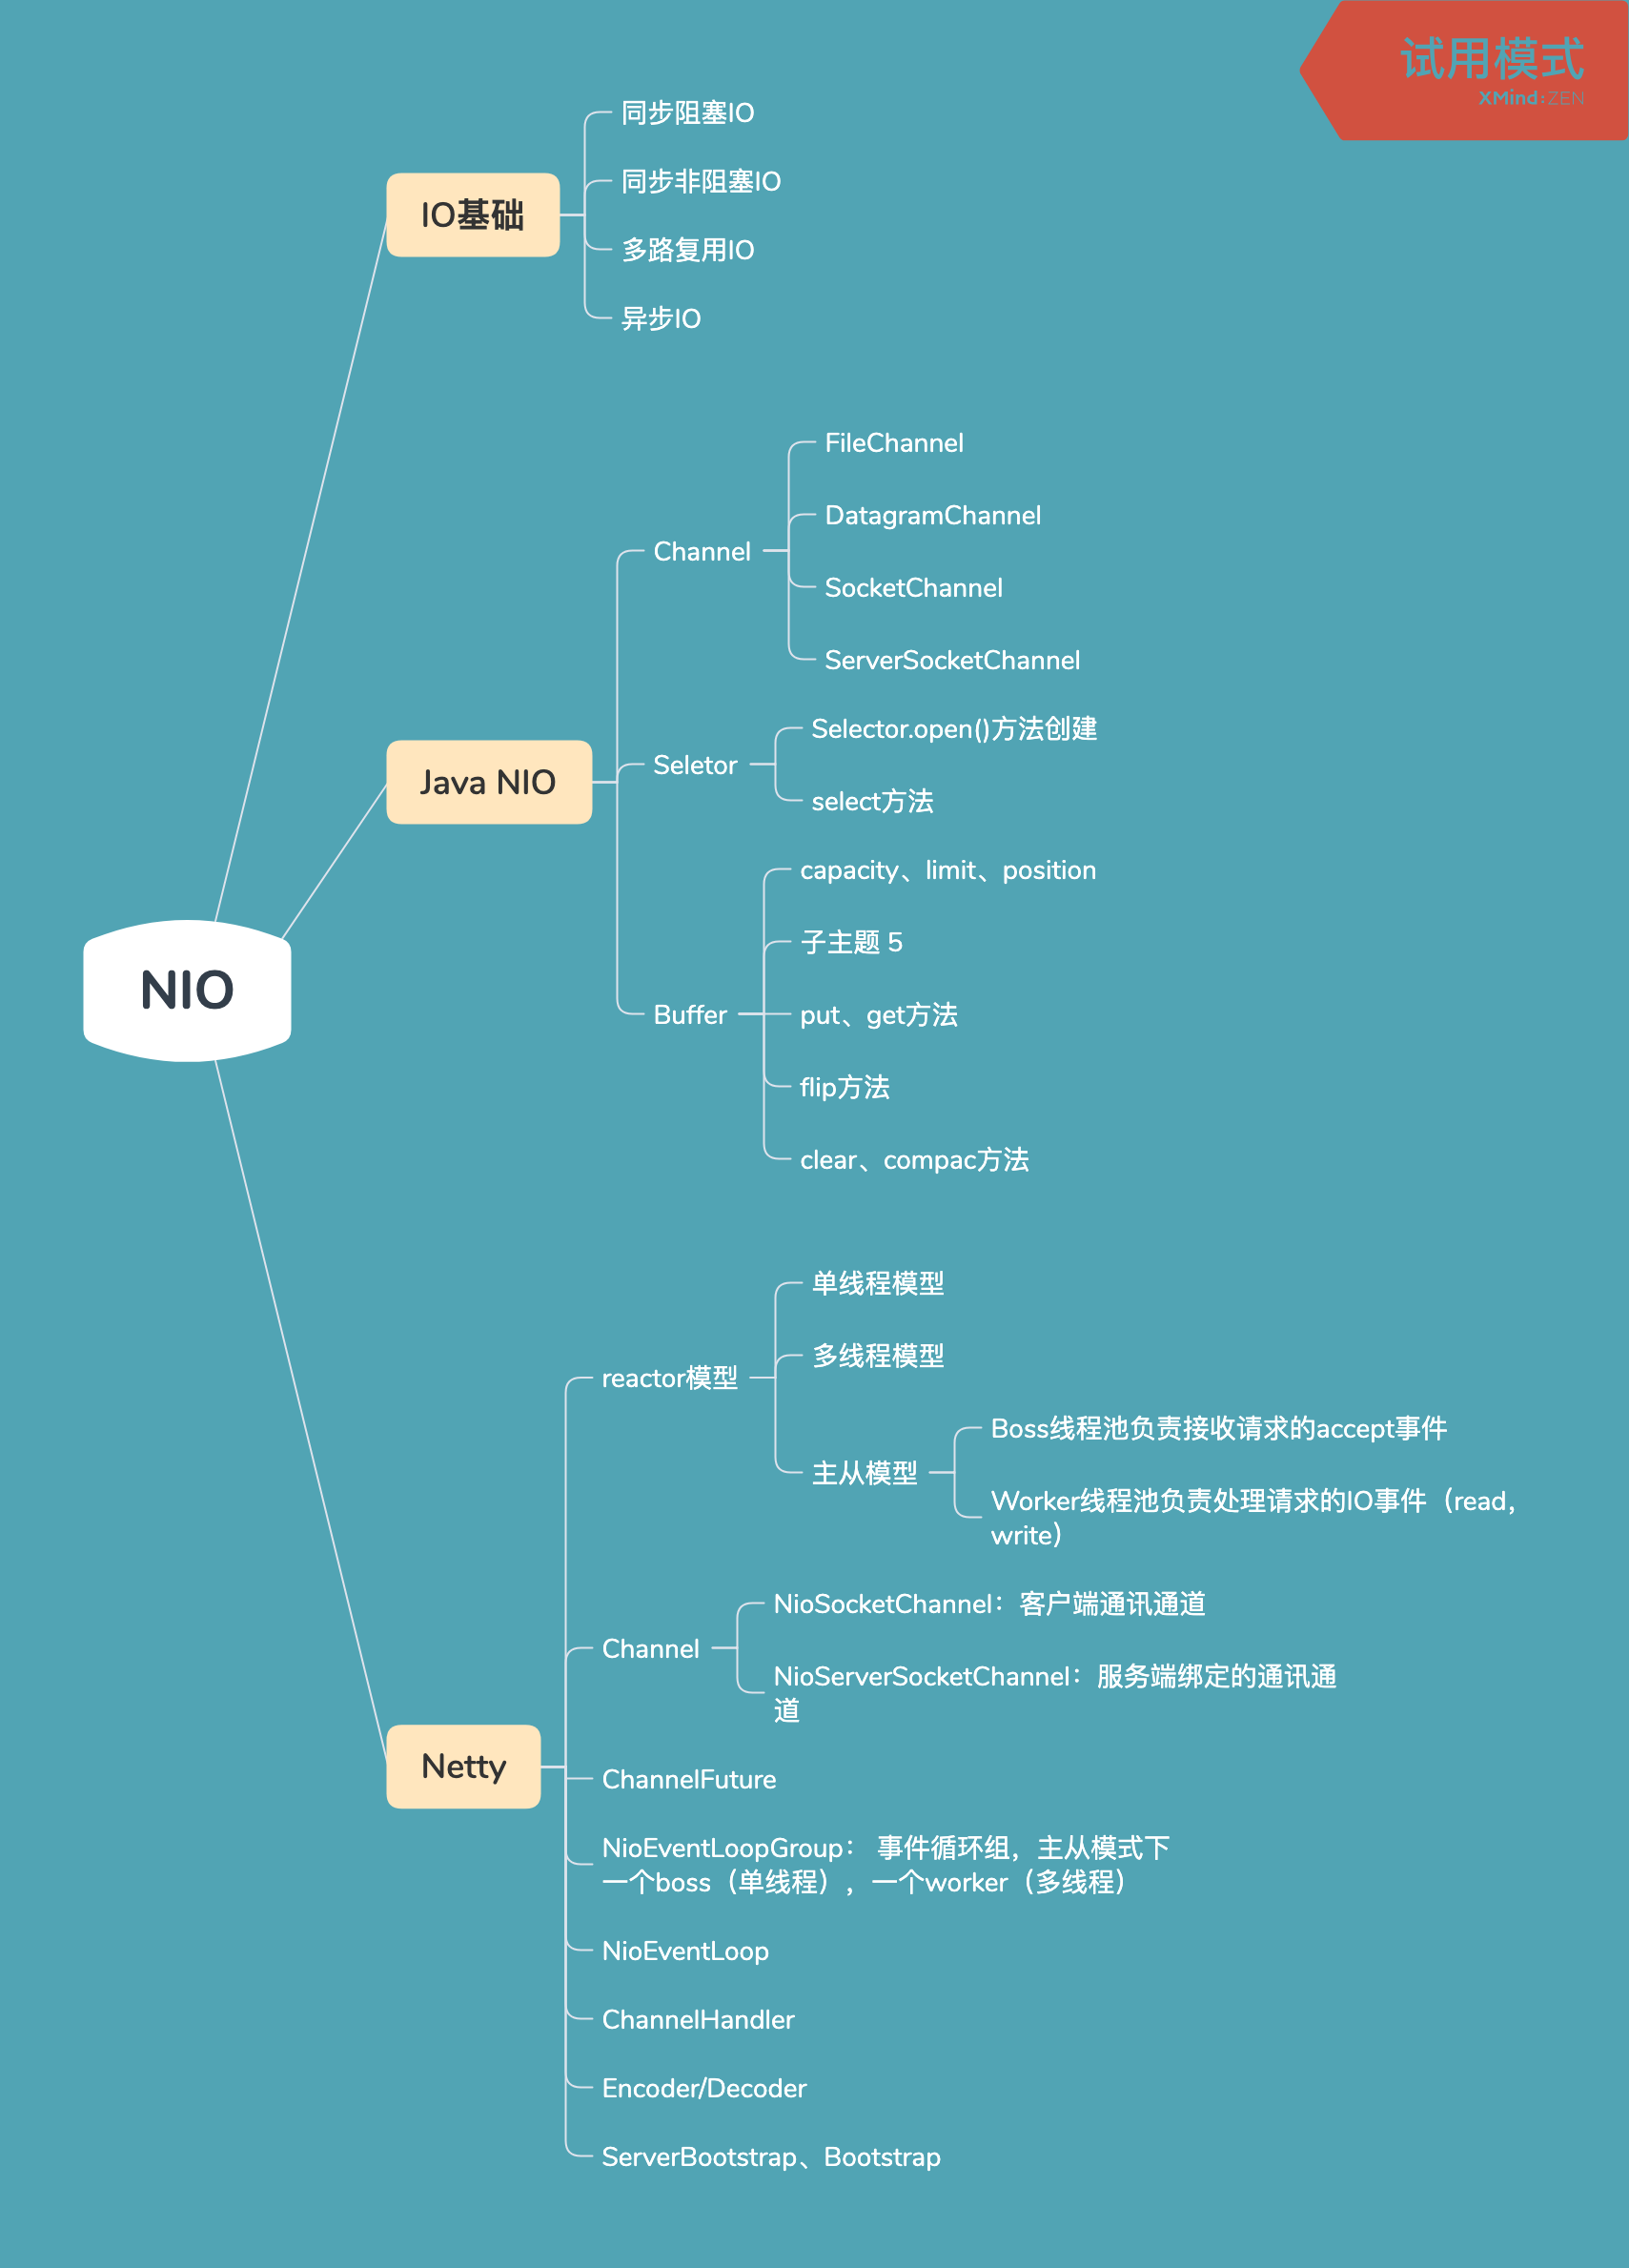 试用模式
XMind:ZEN
NIO
IO基础
同步阻塞IO
同步非阻塞IO
多路复用IO
异步IO
Java NIO
Channel
FileChannel
DatagramChannel
SocketChannel
ServerSocketChannel
Seletor
Selector.open()方法创建
select方法
Buffer
capacity、limit、position
子主题 5
put、get方法
flip方法
clear、compac方法
Netty
reactor模型
单线程模型
多线程模型
主从模型
Boss线程池负责接收请求的accept事件
Worker线程池负责处理请求的IO事件（read，
write）
Channel
NioSocketChannel：客户端通讯通道
NioServerSocketChannel：服务端绑定的通讯通
道
ChannelFuture
NioEventLoopGroup： 事件循环组，主从模式下
一个boss（单线程），一个worker（多线程）
NioEventLoop
ChannelHandler
Encoder/Decoder
ServerBootstrap、Bootstrap